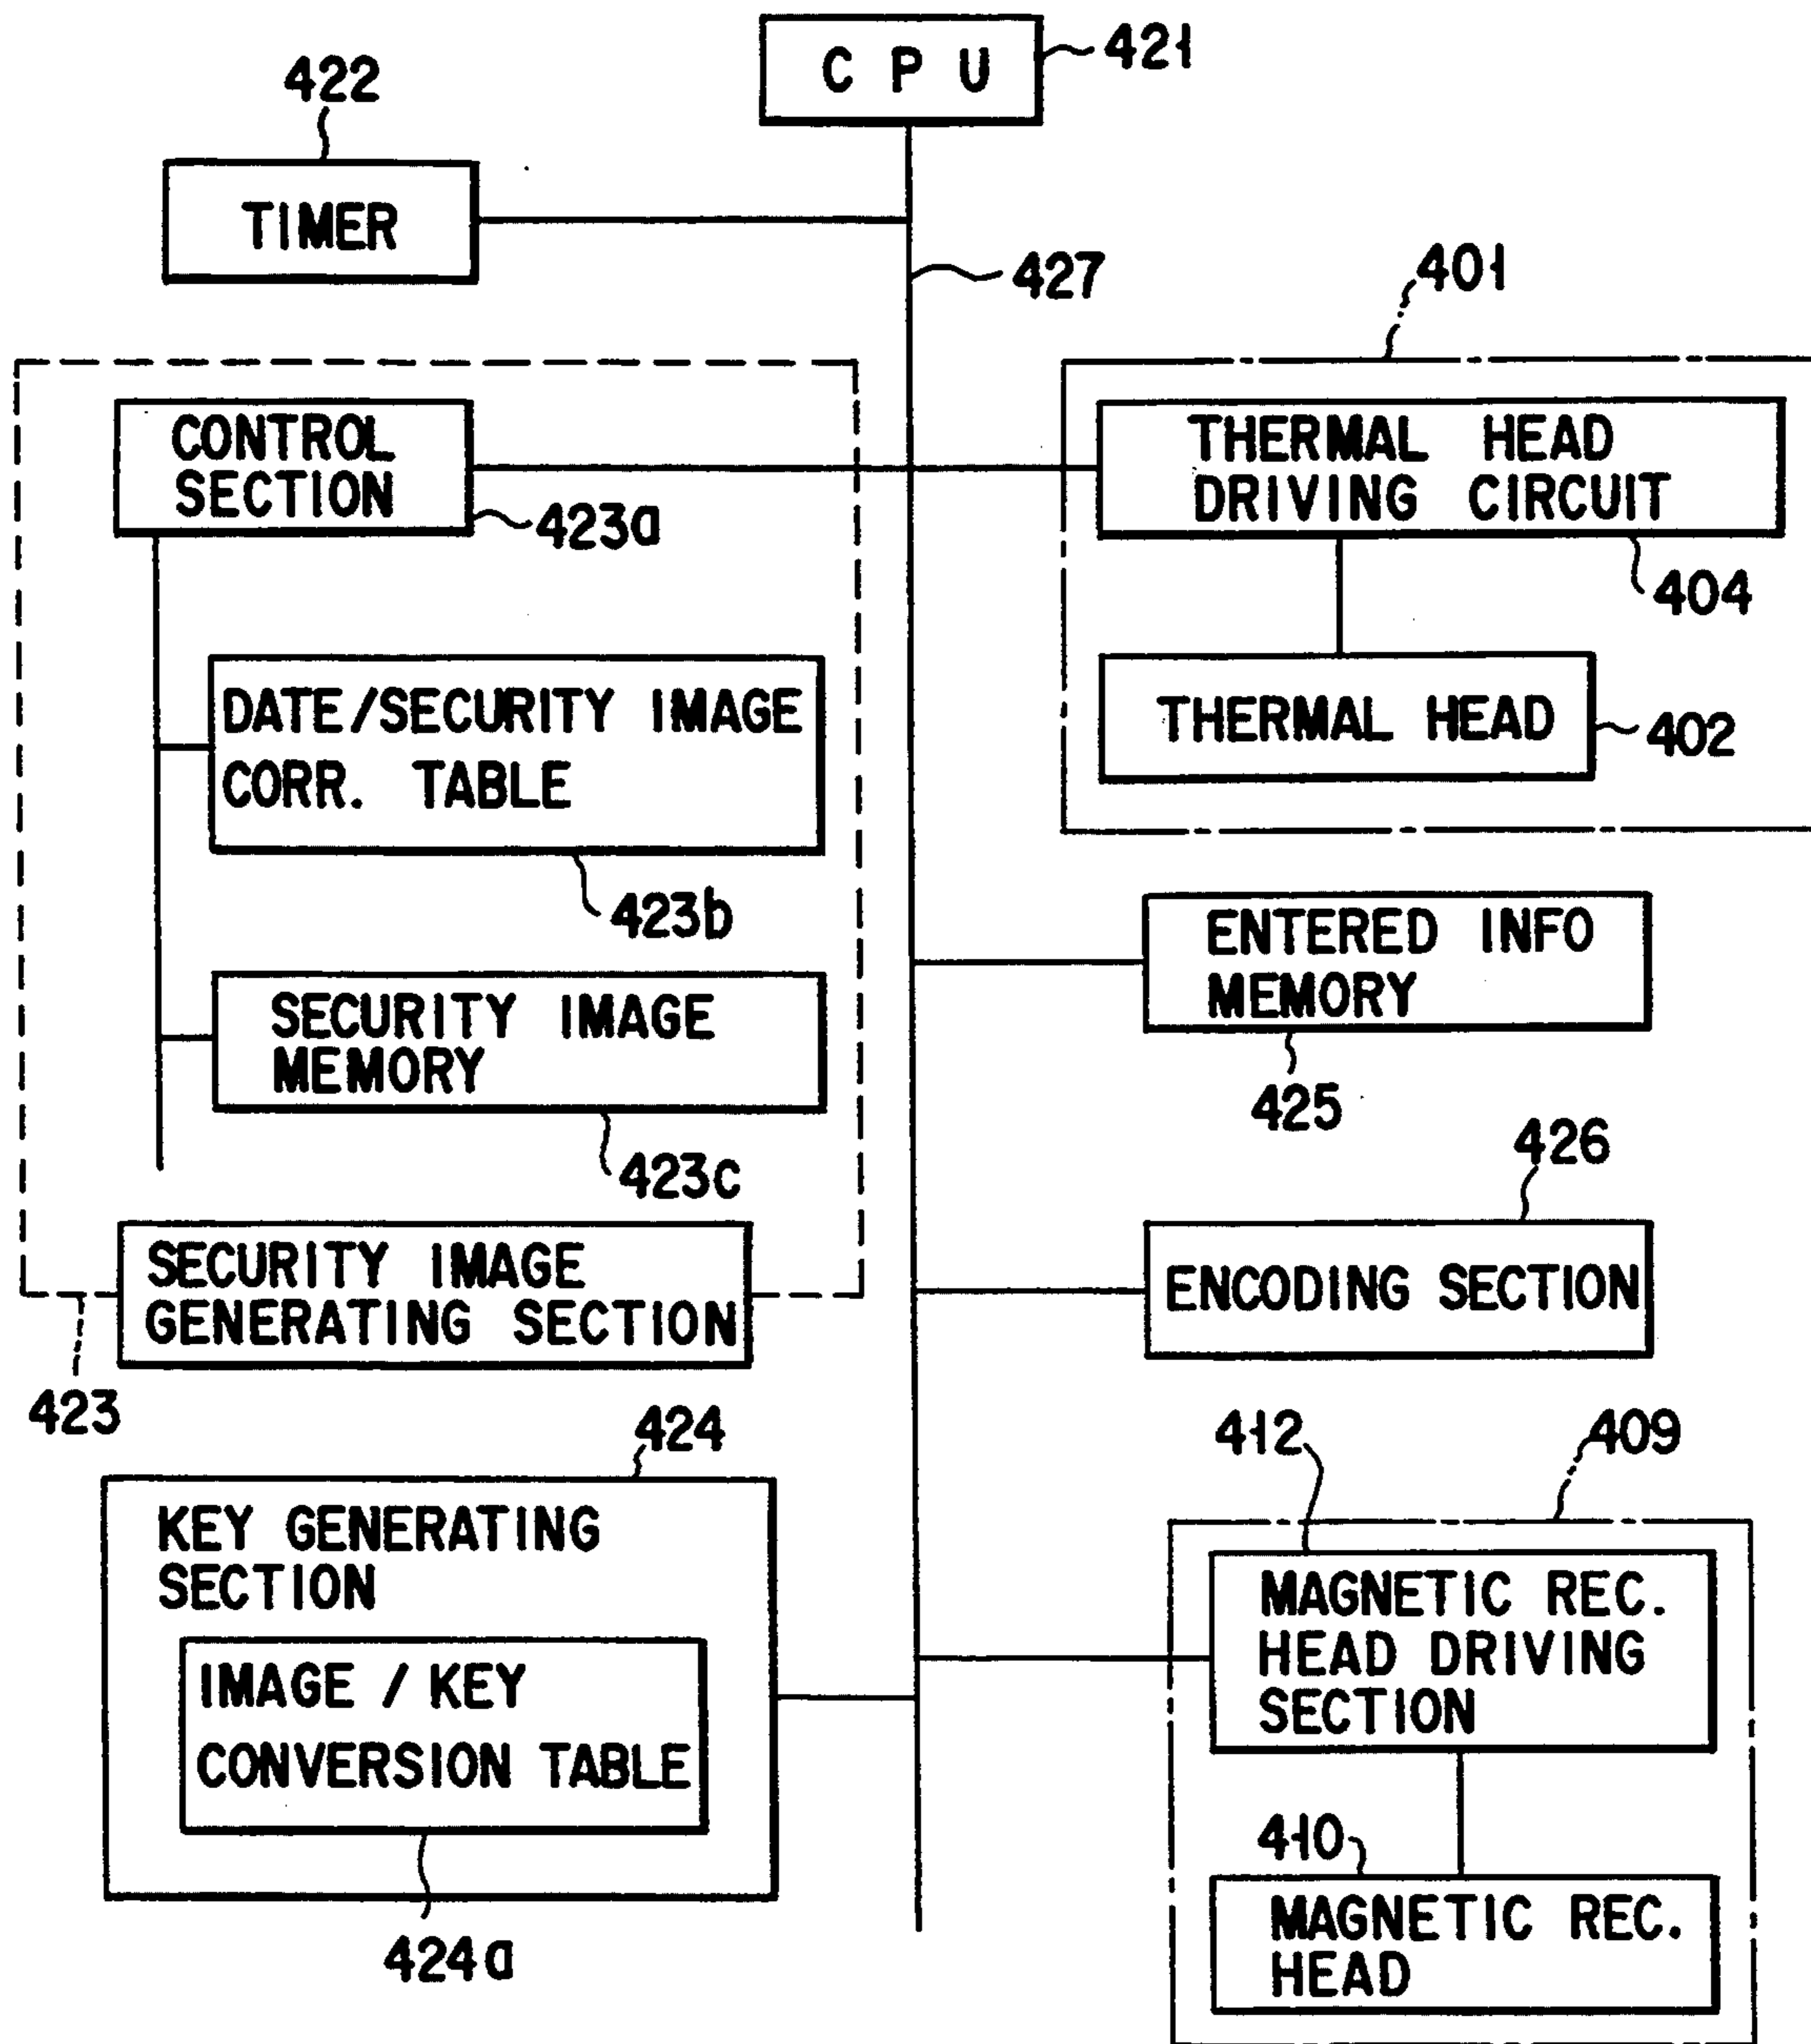 CPU
421
422
TIMER
427
401
CONTROL
SECTION
423a
THERMAL HEAD
DRIVING CIRCUIT
404
DATE/SECURITY IMAGE
CORR. TABLE
423b
THERMAL HEAD
402
SECURITY IMAGE
MEMORY
423c
ENTERED INFO
MEMORY
425
426
SECURITY IMAGE
GENERATING SECTION
423
ENCODING SECTION
424
KEY GENERATING
SECTION
IMAGE / KEY
CONVERSION TABLE
424a
412
409
MAGNETIC REC.
HEAD DRIVING
SECTION
410
MAGNETIC REC.
HEAD